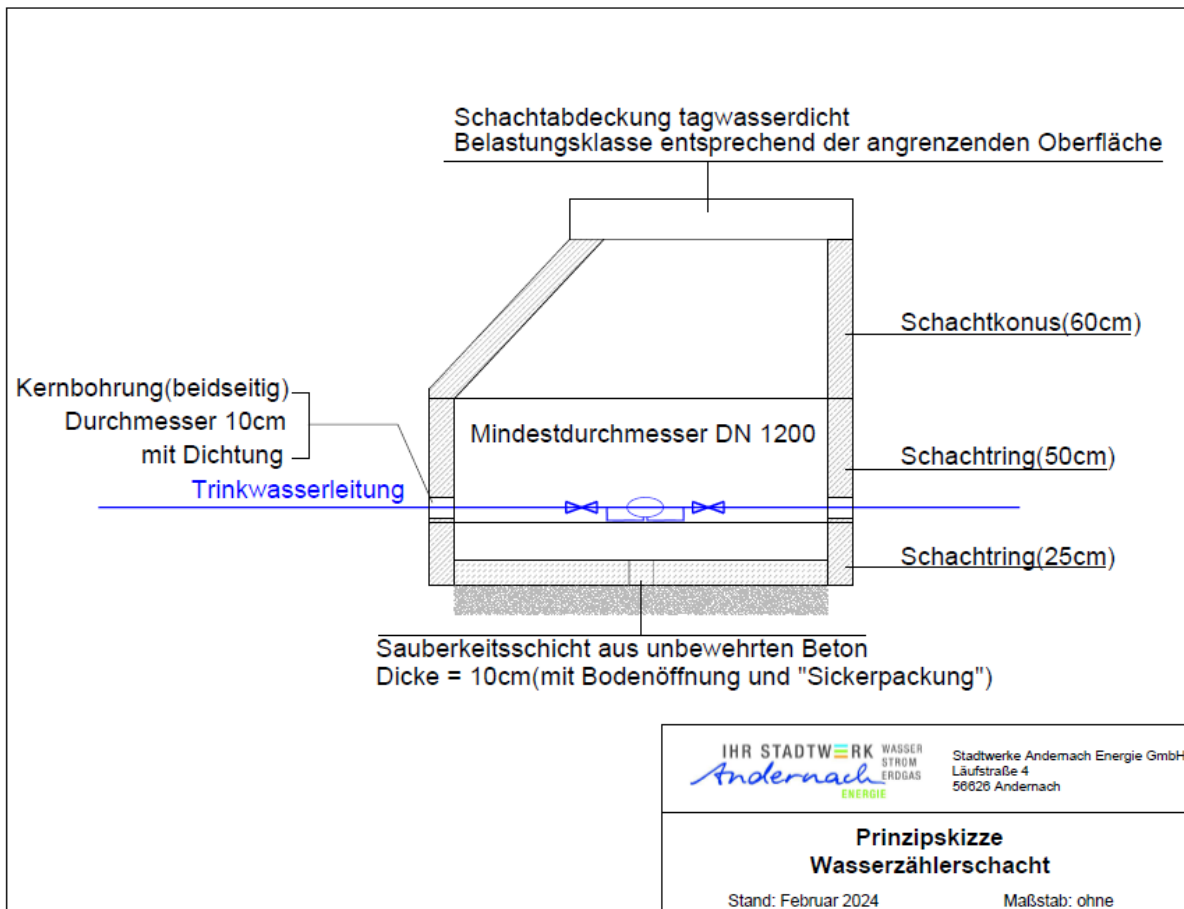 Schachtabdeckung tagwasserdicht
Belastungsklasse entsprechend der angrenzenden Oberfläche
Schachtkonus(60cm)
Kernbohrung(beidseitig)
Durchmesser 10cm
mit Dichtung
Mindestdurchmesser DN 1200
Schachtring(50cm)
Trinkwasserleitung
Schachtring(25cm)
Sauberkeitsschicht aus unbewehrten Beton
Dicke = 10cm(mit Bodenöffnung und "Sickerpackung")
IHR STADTWERK
Andernach
ENERGIE
WASSER
STROM
ERDGAS
Stadtwerke Andernach Energie GmbH
Läufstraße 4
56626 Andernach
Prinzipskizze
Wasserzählerschacht
Stand: Februar 2024 Maßstab: ohne